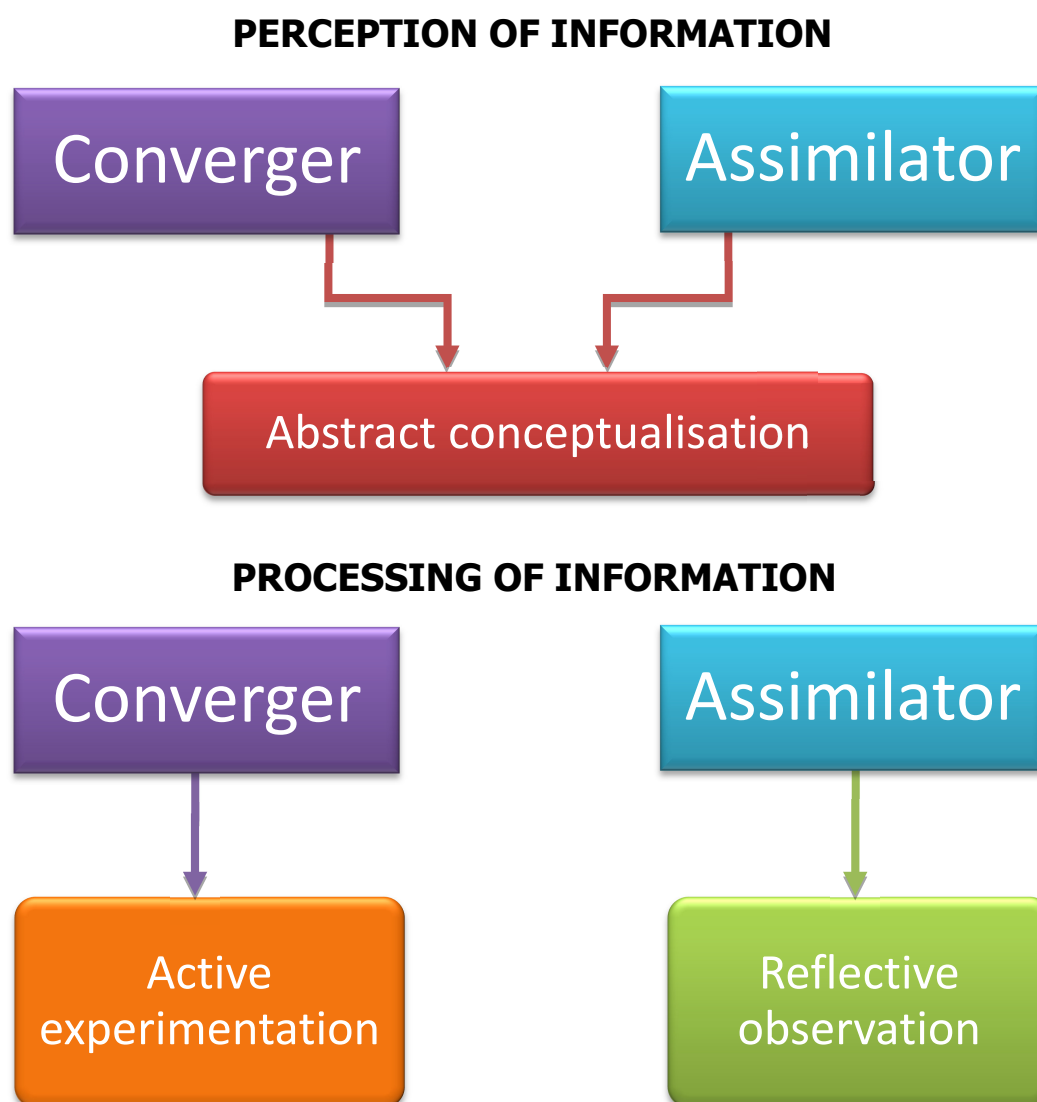 PERCEPTION OF INFORMATION
Converger
Assimilator
Abstract conceptualisation
PROCESSING OF INFORMATION
Converger
Assimilator
Active
experimentation
Reflective
observation